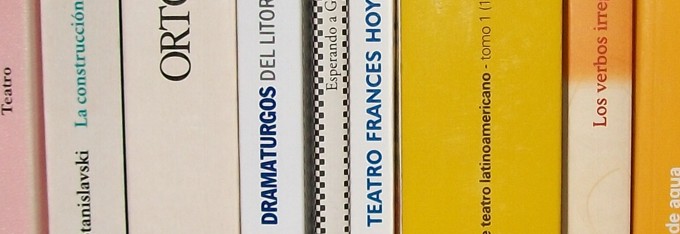 Teatro
tanislavski La construcción
ORTO
DRAMATURGOS DEL LITOR
Esperando a G
TEATRO FRANCES HOY
e teatro latinoamericano - tomo 1 (1
Los verbos irre
de agua